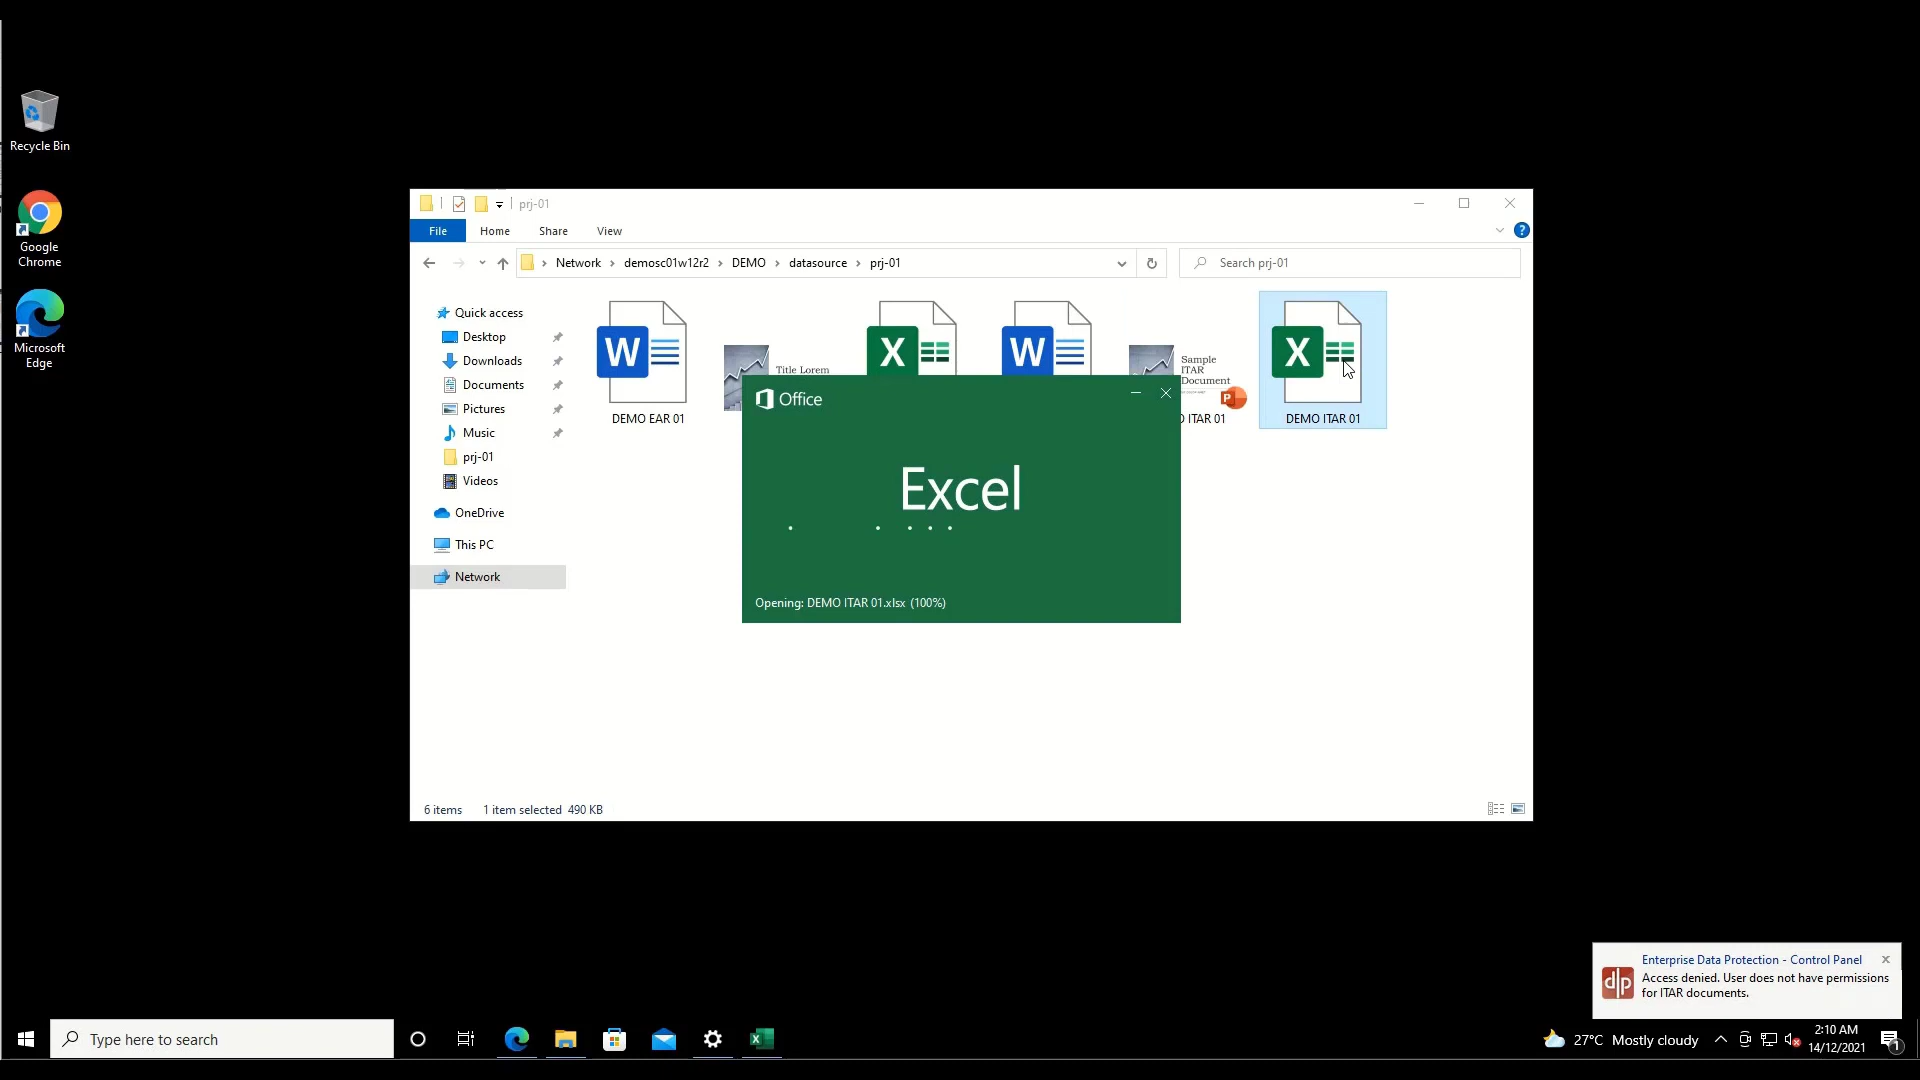 Recycle Bin
Google
Chrome
Microsoft
Edge
prj-01
File
Home
Share
View
?
Network
demosc01w12r2
DEMO
datasource
prj-01
Search prj-01
Quick access
Desktop
Downloads
Documents
Pictures
Music
prj-01
Videos
OneDrive
This PC
Network
W
DEMO EAR 01
Title Lorem
X
W
Sample
ITAR
Document
P
ITAR 01
X
DEMO ITAR 01
Office
Excel
Opening: DEMO ITAR 01.xlsx (100%)
6 items
1 item selected 490 KB
Enterprise Data Protection - Control Panel
dp
Access denied. User does not have permissions
for ITAR documents.
Type here to search
27°C Mostly cloudy
2:10 AM
14/12/2021
1